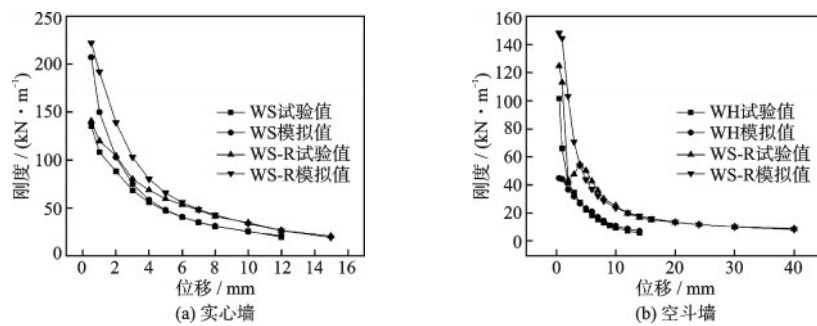 250
200
150
100
50
0
刚度 / (kN · m⁻¹)
WS试验值
WS模拟值
WS-R试验值
WS-R模拟值
0 2 4 6 8 10 12 14 16
位移 / mm
(a) 实心墙
160
140
120
100
80
60
40
20
0
刚度 / (kN · m⁻¹)
WH试验值
WH模拟值
WS-R试验值
WS-R模拟值
0 10 20 30 40
位移 / mm
(b) 空斗墙